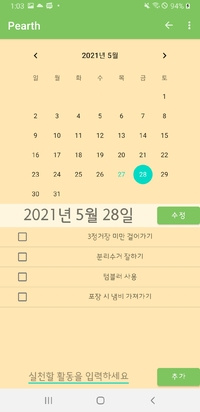 1:03 94%
Pearth
2021년 5월
일 월 화 수 목 금 토
1
2 3 4 5 6 7 8
9 10 11 12 13 14 15
16 17 18 19 20 21 22
23 24 25 26 27 28 29
30 31
2021년 5월 28일 수정
3정거장 미만 걸어가기
분리수거 잘하기
텀블러 사용
포장 시 냄비 가져가기
실천할 활동을 입력하세요 추가